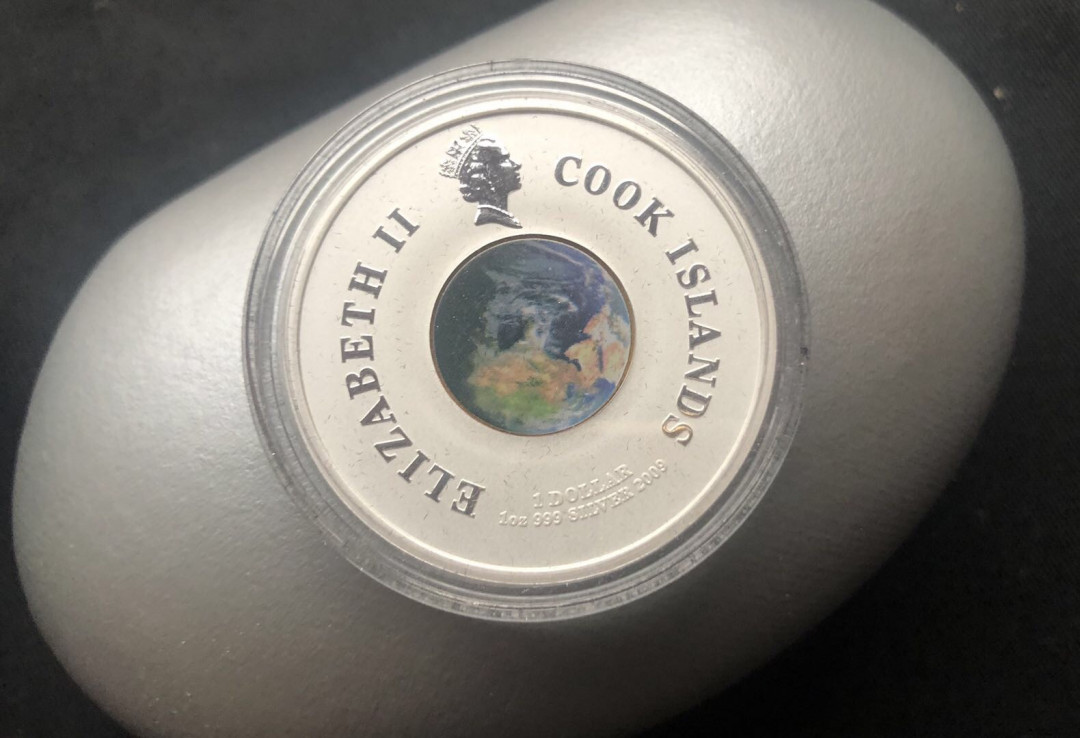 ELIZABETH II
COOK ISLANDS
1 DOLLAR
1oz 999 SILVER 2009